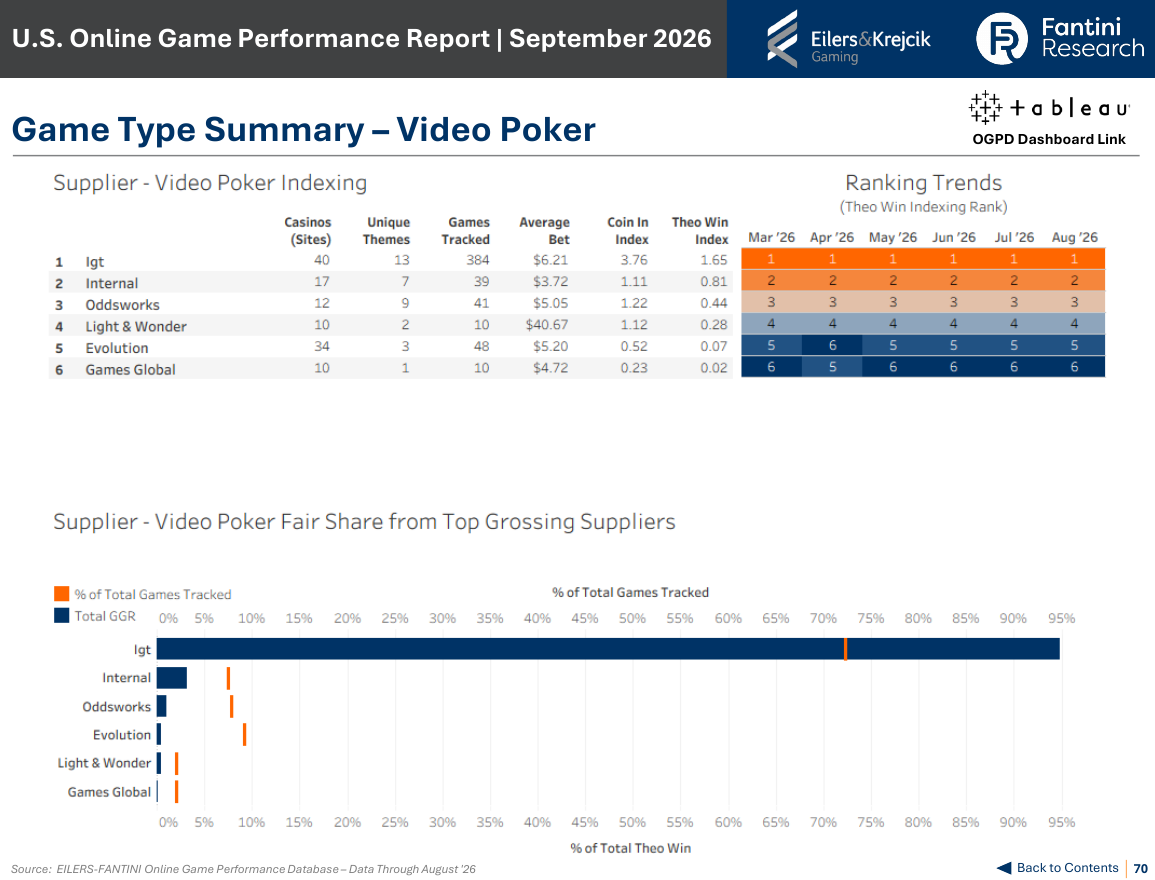 U.S. Online Game Performance Report | September 2026
Eilers&Krejcik
Gaming
Fantini
Research
Game Type Summary – Video Poker
+ableau
OGPD Dashboard Link
Supplier - Video Poker Indexing
Ranking Trends
(Theo Win Indexing Rank)
Casinos (Sites) Unique Themes Games Tracked Average Bet Coin In Index Theo Win Index Mar '26 Apr '26 May '26 Jun '26 Jul '26 Aug '26
1 Igt 40 13 384 $6.21 3.76 1.65 1 1 1 1 1 1
2 Internal 17 7 39 $3.72 1.11 0.81 2 2 2 2 2 2
3 Oddsworks 12 9 41 $5.05 1.22 0.44 3 3 3 3 3 3
4 Light & Wonder 10 2 10 $40.67 1.12 0.28 4 4 4 4 4 4
5 Evolution 34 3 48 $5.20 0.52 0.07 5 6 5 5 5 5
6 Games Global 10 1 10 $4.72 0.23 0.02 6 5 6 6 6 6
Supplier - Video Poker Fair Share from Top Grossing Suppliers
% of Total Games Tracked
Total GGR
% of Total Games Tracked
0% 5% 10% 15% 20% 25% 30% 35% 40% 45% 50% 55% 60% 65% 70% 75% 80% 85% 90% 95%
Igt
Internal
Oddsworks
Evolution
Light & Wonder
Games Global
0% 5% 10% 15% 20% 25% 30% 35% 40% 45% 50% 55% 60% 65% 70% 75% 80% 85% 90% 95%
% of Total Theo Win
Source: EILERS-FANTINI Online Game Performance Database – Data Through August '26
Back to Contents 70